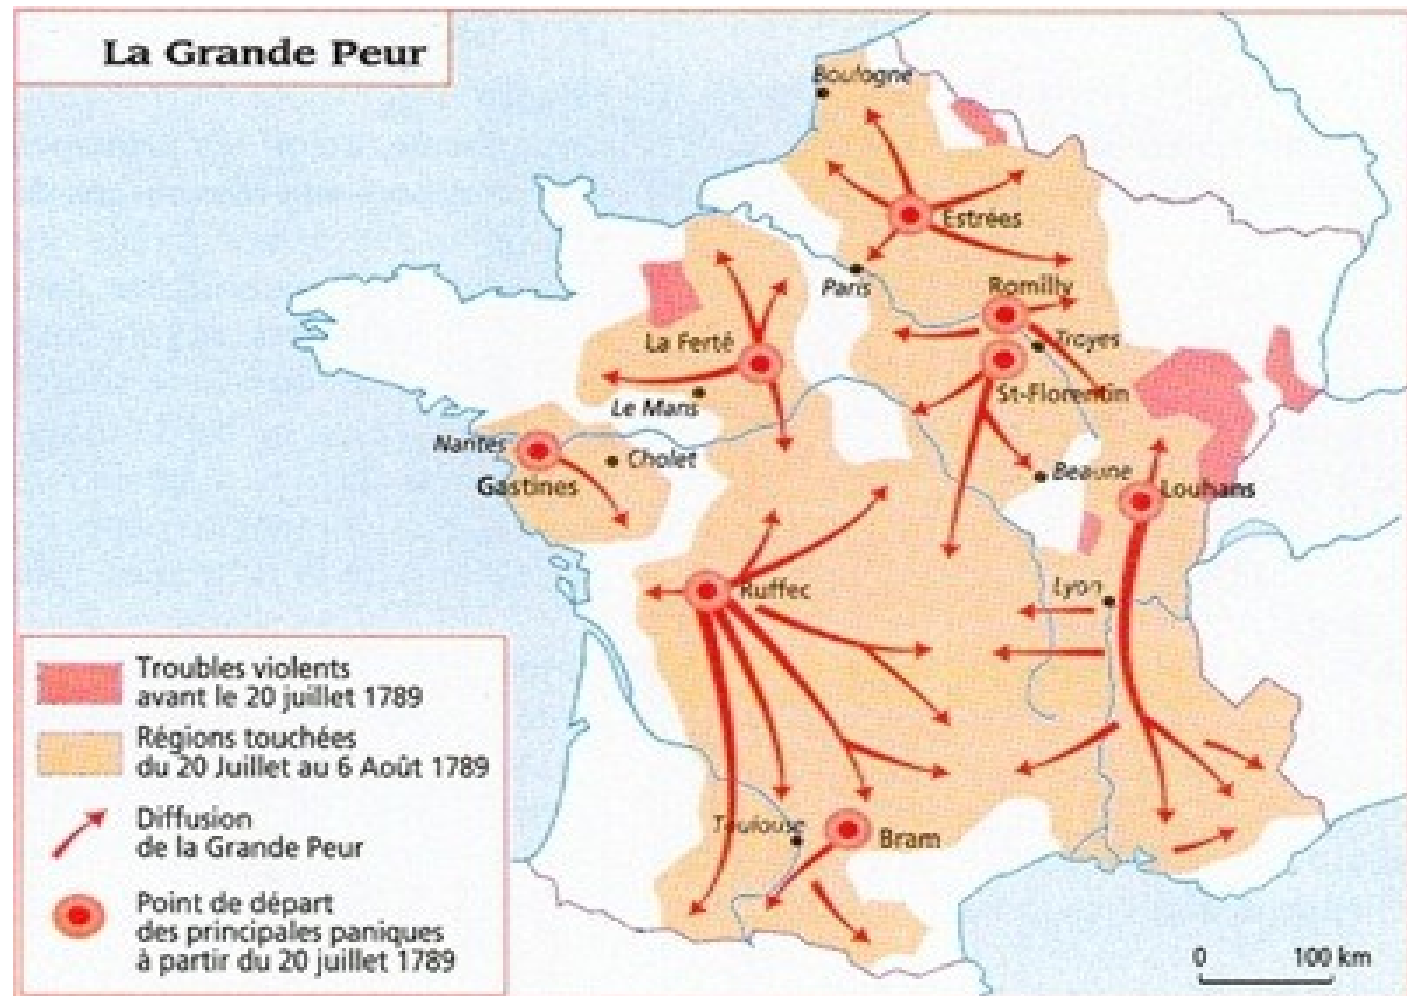 La Grande Peur
Boulogne
Estrées
Paris
Romilly
Troyes
La Ferté
St-Florentin
Le Mans
Nantes
Cholet
Gastines
Beaune
Louhans
Ruffec
Lyon
Toulouse
Bram
Troubles violents
avant le 20 juillet 1789
Régions touchées
du 20 Juillet au 6 Août 1789
Diffusion
de la Grande Peur
Point de départ
des principales paniques
à partir du 20 juillet 1789
0 100 km